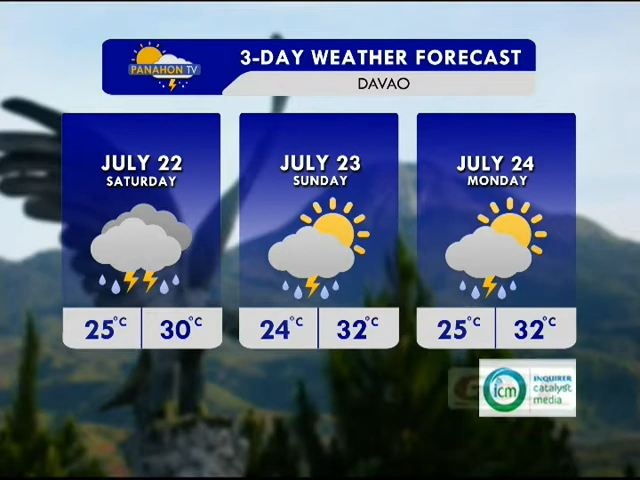 PANAHON TV
3-DAY WEATHER FORECAST
DAVAO
JULY 22
SATURDAY
25°C
30°C
JULY 23
SUNDAY
24°C
32°C
JULY 24
MONDAY
25°C
32°C
icm
INQUIRER
catalyst
media